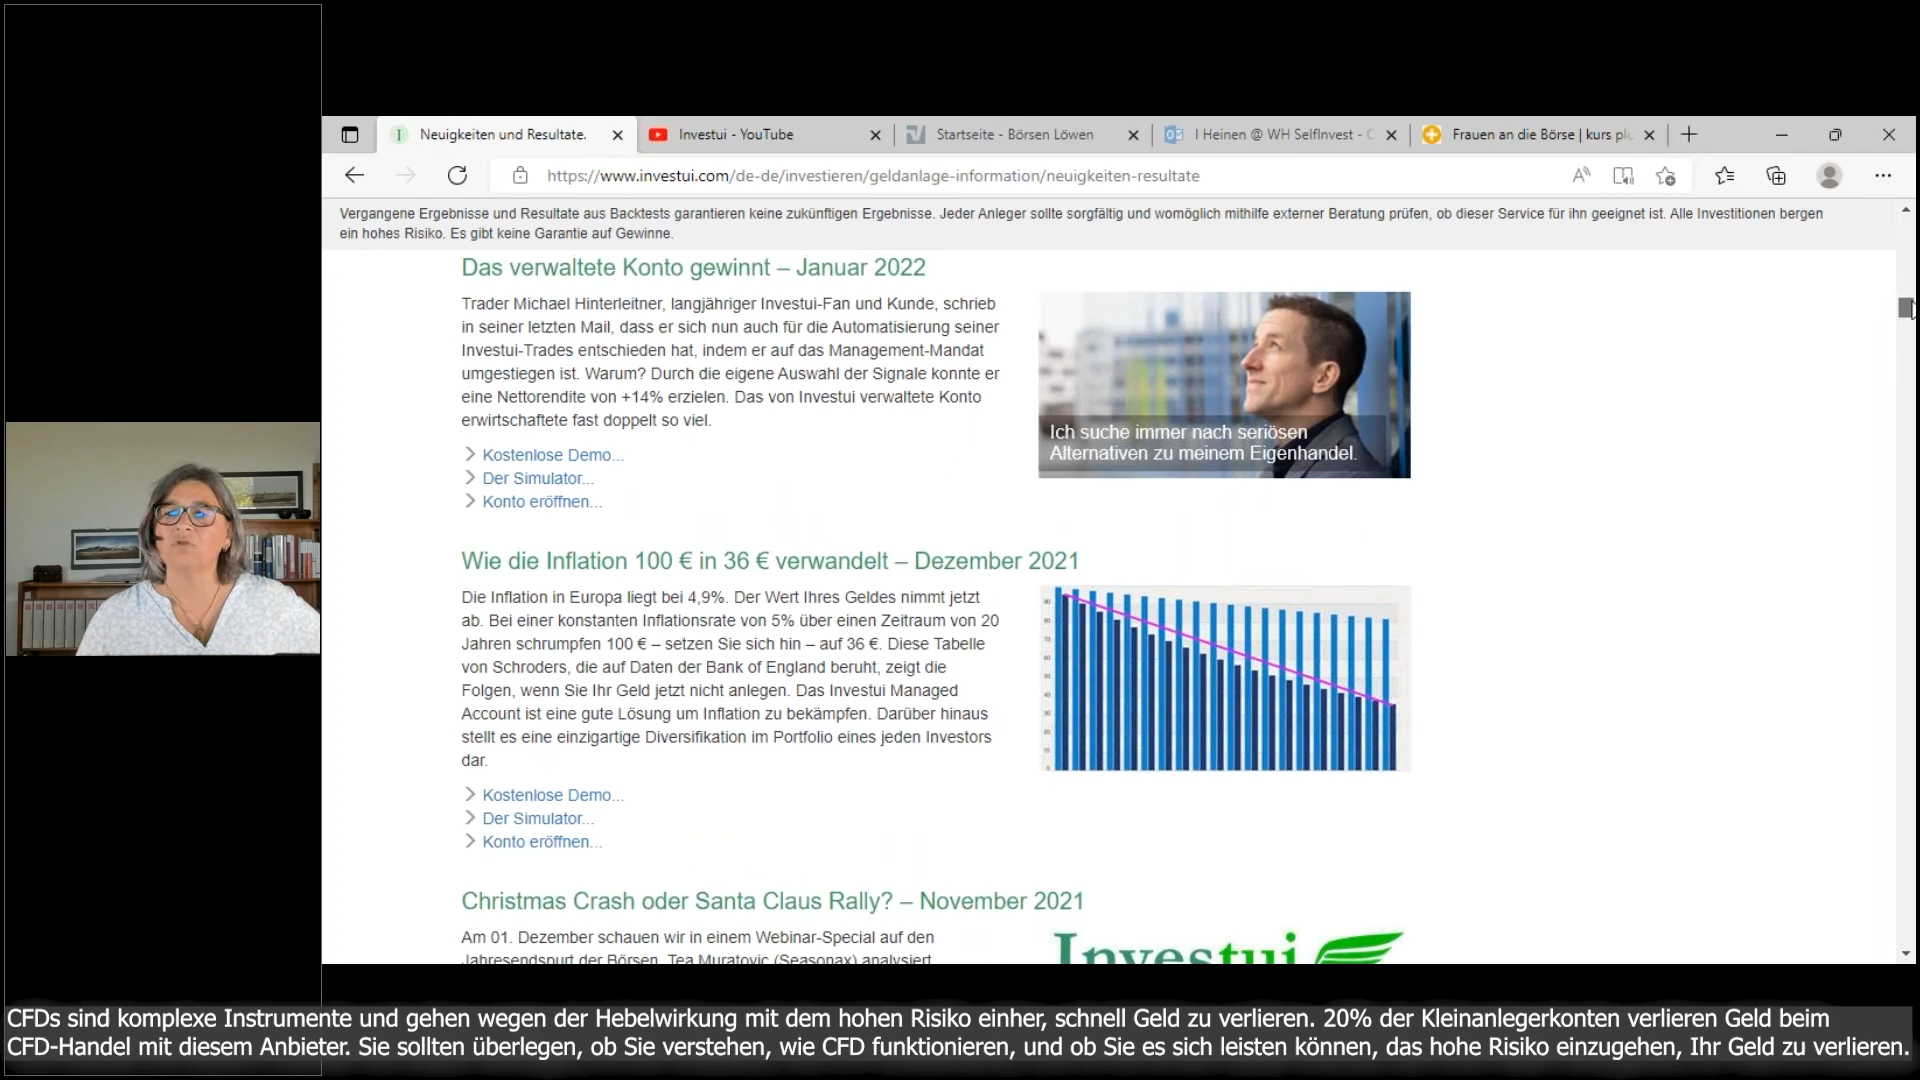 Neuigkeiten und Resultate.
Investui - YouTube
Startseite - Börsen Löwen
I Heinen @ WH SelfInvest -
Frauen an die Börse | kurs
https://www.investui.com/de-de/investieren/geldanlage-information/neuigkeiten-resultate
Vergangene Ergebnisse und Resultate aus Backtests garantieren keine zukünftigen Ergebnisse. Jeder Anleger sollte sorgfältig und womöglich mithilfe externer Beratung prüfen, ob dieser Service für ihn geeignet ist. Alle Investitionen bergen
ein hohes Risiko. Es gibt keine Garantie auf Gewinne.
Das verwaltete Konto gewinnt – Januar 2022
Trader Michael Hinterleitner, langjähriger Investui-Fan und Kunde, schrieb
in seiner letzten Mail, dass er sich nun auch für die Automatisierung seiner
Investui-Trades entschieden hat, indem er auf das Management-Mandat
umgestiegen ist. Warum? Durch die eigene Auswahl der Signale konnte er
eine Nettorendite von +14% erzielen. Das von Investui verwaltete Konto
erwirtschaftete fast doppelt so viel.
Ich suche immer nach seriösen
Alternativen zu meinem Eigenhandel.
Kostenlose Demo...
Der Simulator...
Konto eröffnen...
Wie die Inflation 100 € in 36 € verwandelt – Dezember 2021
Die Inflation in Europa liegt bei 4,9%. Der Wert Ihres Geldes nimmt jetzt
ab. Bei einer konstanten Inflationsrate von 5% über einen Zeitraum von 20
Jahren schrumpfen 100 € – setzen Sie sich hin – auf 36 €. Diese Tabelle
von Schroders, die auf Daten der Bank of England beruht, zeigt die
Folgen, wenn Sie Ihr Geld jetzt nicht anlegen. Das Investui Managed
Account ist eine gute Lösung um Inflation zu bekämpfen. Darüber hinaus
stellt es eine einzigartige Diversifikation im Portfolio eines jeden Investors
dar.
Kostenlose Demo...
Der Simulator...
Konto eröffnen...
Christmas Crash oder Santa Claus Rally? – November 2021
Am 01. Dezember schauen wir in einem Webinar-Special auf den
Jahresendspurt der Börsen. Tea Muratovic (Seasonax) analysiert
Investui
CFDs sind komplexe Instrumente und gehen wegen der Hebelwirkung mit dem hohen Risiko einher, schnell Geld zu verlieren. 20% der Kleinanlegerkonten verlieren Geld beim
CFD-Handel mit diesem Anbieter. Sie sollten überlegen, ob Sie verstehen, wie CFD funktionieren, und ob Sie es sich leisten können, das hohe Risiko einzugehen, Ihr Geld zu verlieren.